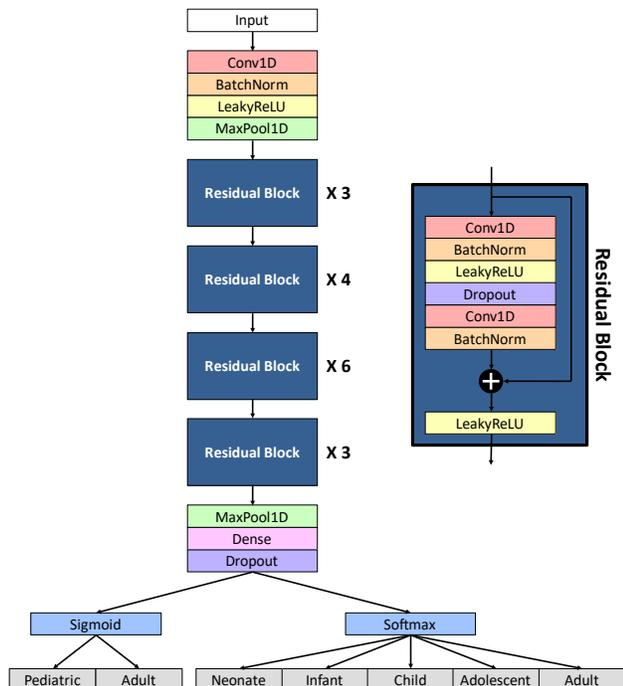 Input
Conv1D
BatchNorm
LeakyReLU
MaxPool1D
Residual Block X 3
Residual Block X 4
Residual Block X 6
Residual Block X 3
MaxPool1D
Dense
Dropout
Sigmoid Softmax
Pediatric Adult Neonate Infant Child Adolescent Adult
Conv1D
BatchNorm
LeakyReLU
Dropout
Conv1D
BatchNorm
+
LeakyReLU
Residual Block